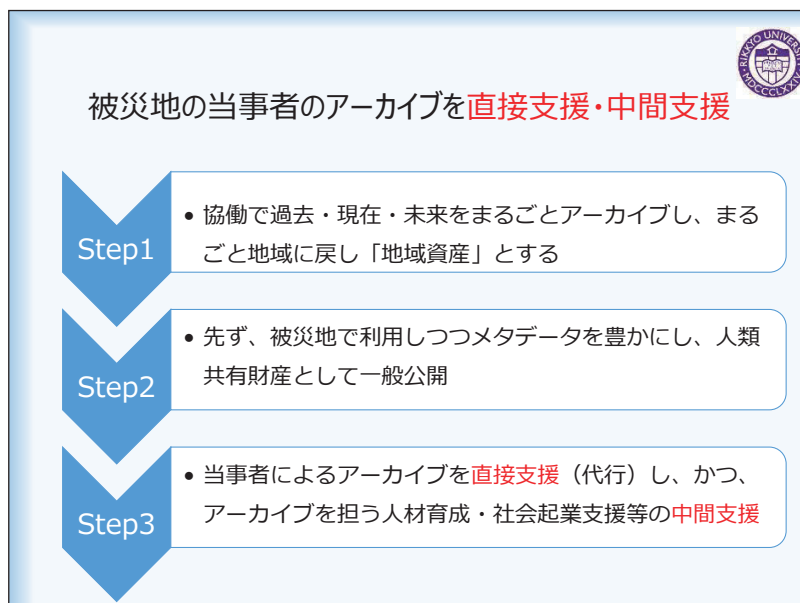 RIKKYO UNIVERSITY
MDCCCLXXIV
被災地の当事者のアーカイブを直接支援・中間支援
Step1
• 協働で過去・現在・未来をまるごとアーカイブし、まる
ごと地域に戻し「地域資産」とする
Step2
• 先ず、被災地で利用しつつメタデータを豊かにし、人類
共有財産として一般公開
Step3
• 当事者によるアーカイブを直接支援（代行）し、かつ、
アーカイブを担う人材育成・社会起業支援等の中間支援